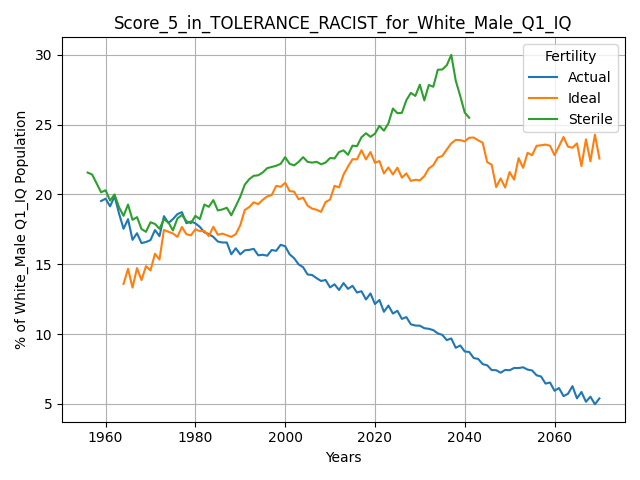 Score_5_in_TOLERANCE_RACIST_for_White_Male_Q1_IQ
Fertility
Actual
Ideal
Sterile
% of White_Male Q1_IQ Population
30
25
20
15
10
5
1960 1980 2000 2020 2040 2060
Years